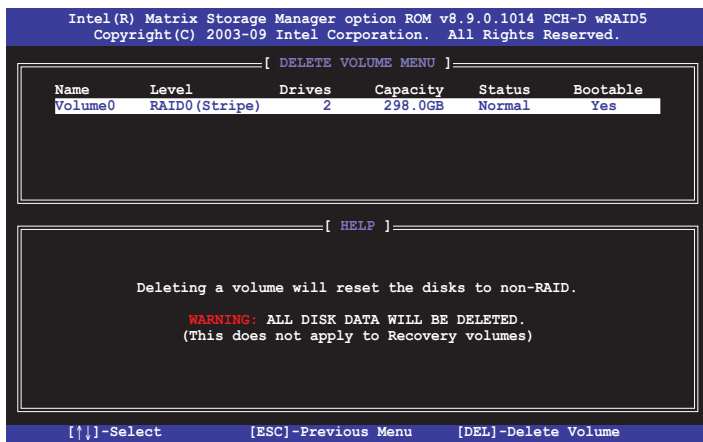 Intel(R) Matrix Storage Manager option ROM v8.9.0.1014 PCH-D wRAID5
Copyright(C) 2003-09 Intel Corporation. All Rights Reserved.
[ DELETE VOLUME MENU ]
Name Level Drives Capacity Status Bootable
Volume0 RAID0(Stripe) 2 298.0GB Normal Yes
[ HELP ]
Deleting a volume will reset the disks to non-RAID.
WARNING: ALL DISK DATA WILL BE DELETED.
(This does not apply to Recovery volumes)
[↑↓]-Select [ESC]-Previous Menu [DEL]-Delete Volume